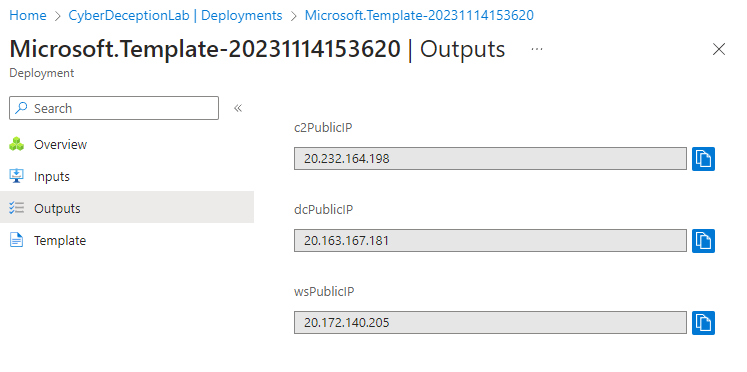 Home > CyberDeceptionLab | Deployments > Microsoft.Template-20231114153620
Microsoft.Template-20231114153620 | Outputs ...
Deployment
Search
Overview
Inputs
Outputs
Template
c2PublicIP
20.232.164.198
dcPublicIP
20.163.167.181
wsPublicIP
20.172.140.205